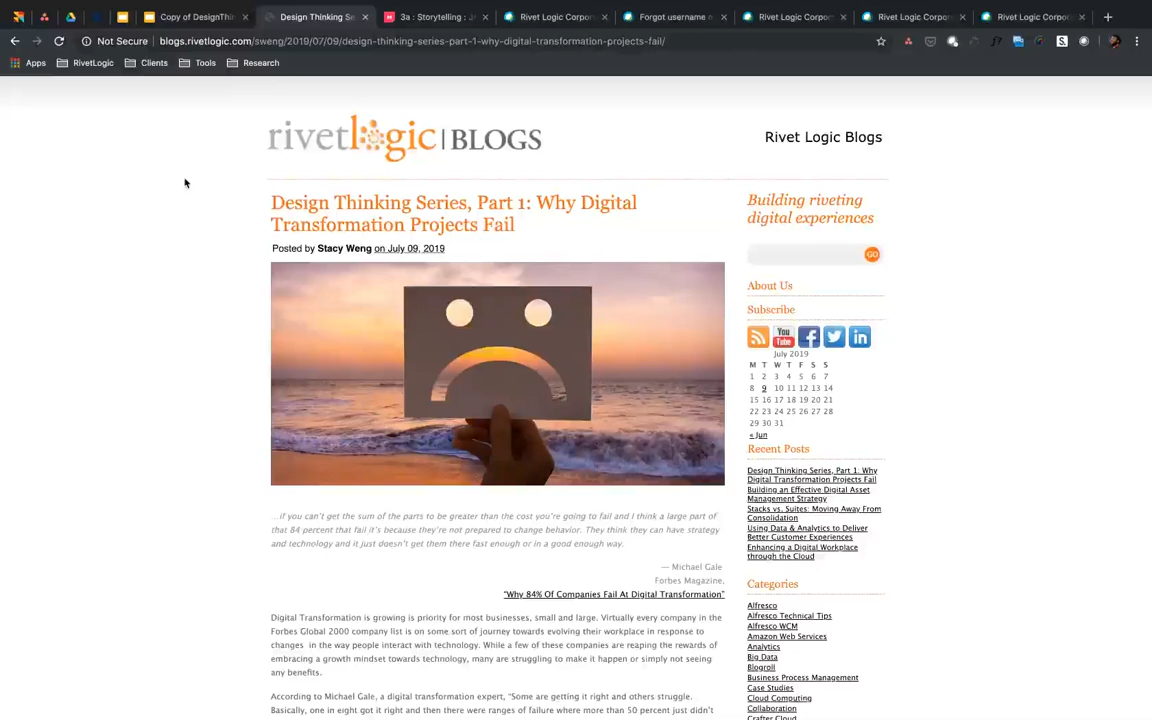 Copy of DesignThin
Design Thinking Se
3a : Storytelling : J
Rivet Logic Corpora
Forgot username o
Rivet Logic Corpor
Rivet Logic Corpor
Rivet Logic Corpor
Not Secure | blogs.rivetlogic.com/sweng/2019/07/09/design-thinking-series-part-1-why-digital-transformation-projects-fail/
Apps RivetLogic Clients Tools Research
rivetlogic | BLOGS
Rivet Logic Blogs
Design Thinking Series, Part 1: Why Digital
Transformation Projects Fail
Posted by Stacy Weng on July 09, 2019
...if you can't get the sum of the parts to be greater than the cost you're going to fail and I think a large part of
that 84 percent that fail it's because they're not prepared to change behavior. They think they can have strategy
and technology and it just doesn't get them there fast enough or in a good enough way.
— Michael Gale
Forbes Magazine,
"Why 84% Of Companies Fail At Digital Transformation"
Digital Transformation is growing is priority for most businesses, small and large. Virtually every company in the
Forbes Global 2000 company list is on some sort of journey towards evolving their workplace in response to
changes in the way people interact with technology. While a few of these companies are reaping the rewards of
embracing a growth mindset towards technology, many are struggling to make it happen or simply not seeing
any benefits.
According to Michael Gale, a digital transformation expert, "Some are getting it right and others struggle.
Basically, one in eight got it right and then there were ranges of failure where more than 50 percent just didn't
Building riveting
digital experiences
GO
About Us
Subscribe
You
Tube
in
July 2019
M T W T F S S
1 2 3 4 5 6 7
8 9 10 11 12 13 14
15 16 17 18 19 20 21
22 23 24 25 26 27 28
29 30 31
« Jun
Recent Posts
Design Thinking Series, Part 1: Why
Digital Transformation Projects Fail
Building an Effective Digital Asset
Management Strategy
Stacks vs. Suites: Moving Away From
Consolidation
Using Data & Analytics to Deliver
Better Customer Experiences
Enhancing a Digital Workplace
through the Cloud
Categories
Alfresco
Alfresco Technical Tips
Alfresco WCM
Amazon Web Services
Analytics
Big Data
Blogroll
Business Process Management
Case Studies
Cloud Computing
Collaboration
Crafter Cloud